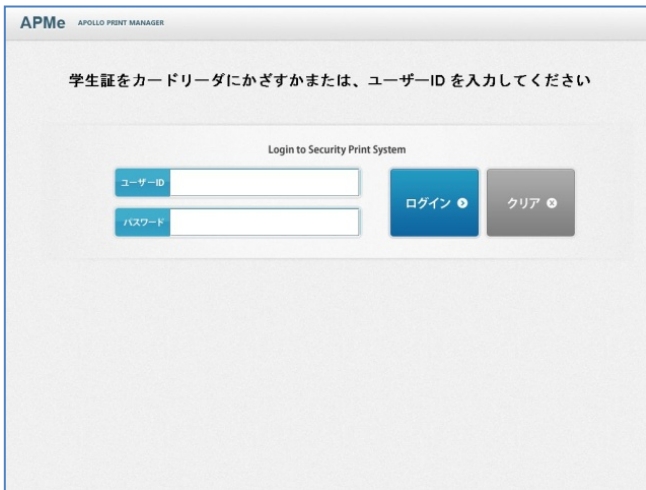 APMe APOLLO PRINT MANAGER
学生証をカードリーダにかざすかまたは、ユーザーID を入力してください
Login to Security Print System
ユーザーID
パスワード
ログイン
クリア